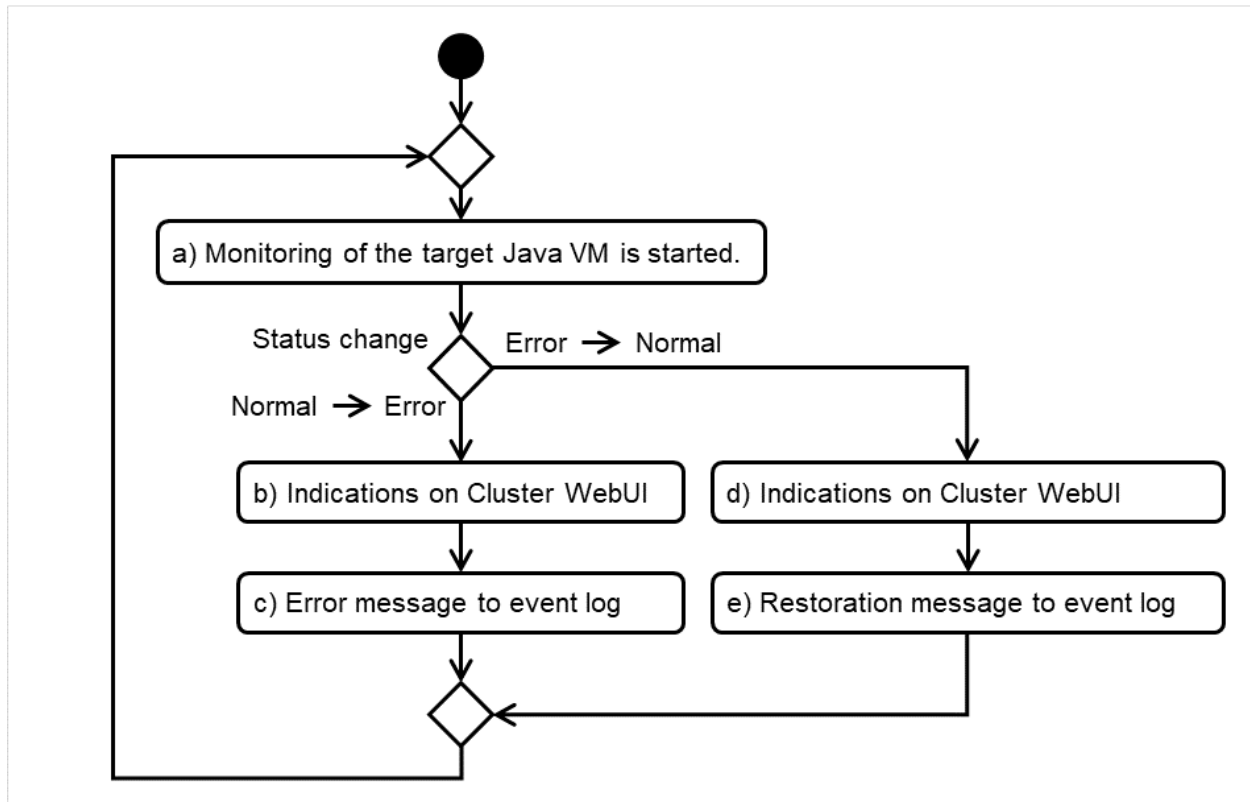 a) Monitoring of the target Java VM is started.
Status change
Error → Normal
Normal → Error
b) Indications on Cluster WebUI
d) Indications on Cluster WebUI
c) Error message to event log
e) Restoration message to event log